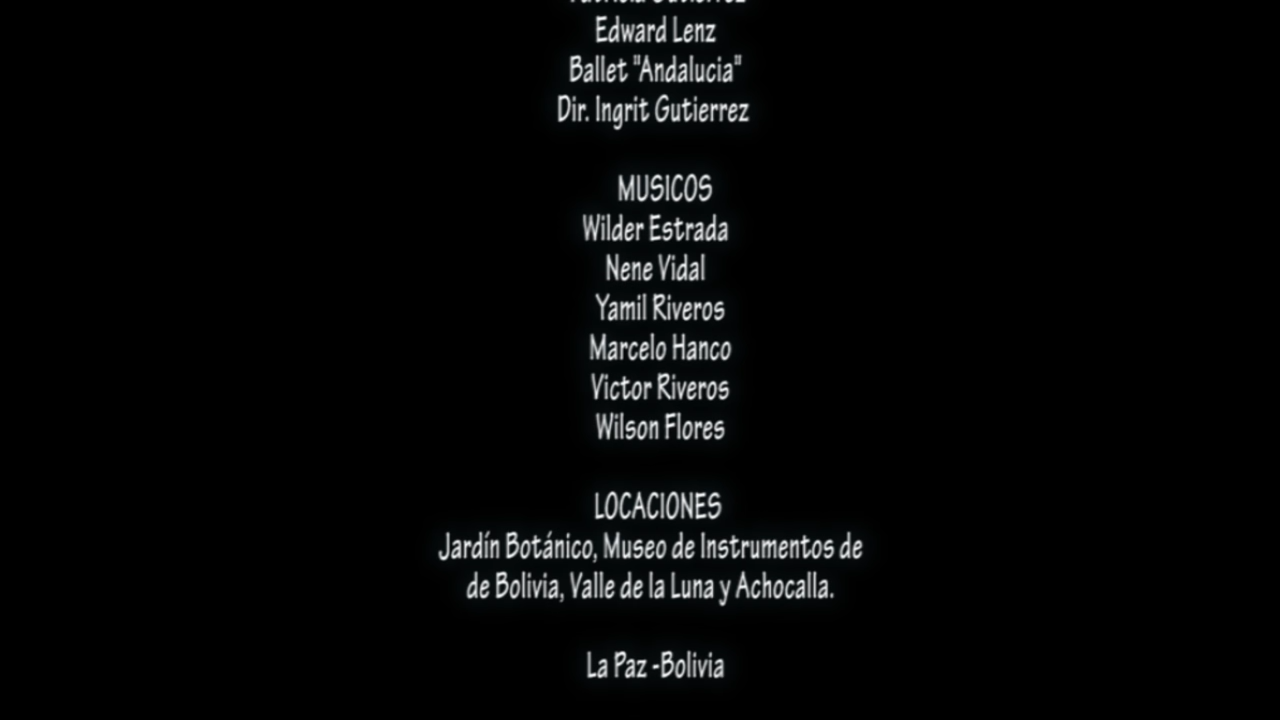 Edward Lenz
Ballet "Andalucia"
Dir. Ingrit Gutierrez
MUSICOS
Wilder Estrada
Nene Vidal
Yamil Riveros
Marcelo Hanco
Victor Riveros
Wilson Flores
LOCACIONES
Jardín Botánico, Museo de Instrumentos de
de Bolivia, Valle de la Luna y Achocalla.
La Paz -Bolivia